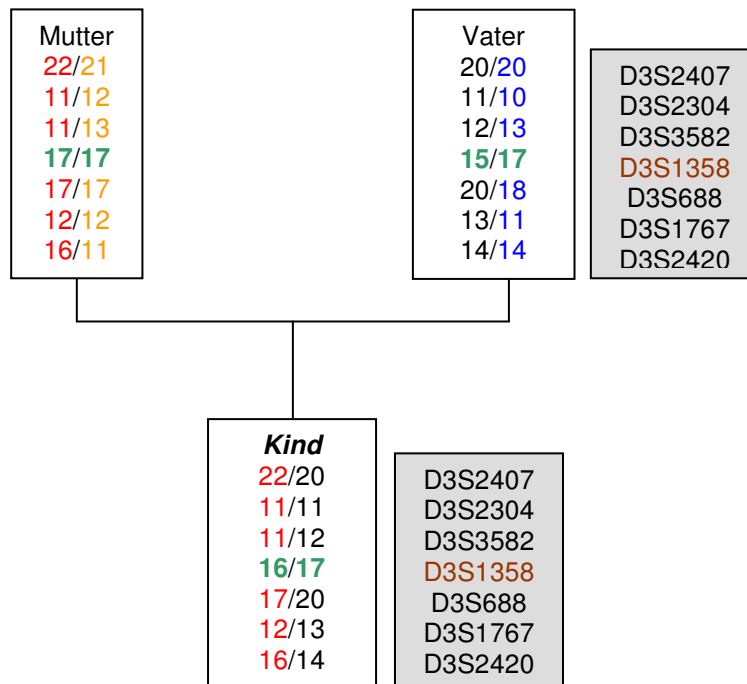 Mutter
22/21
11/12
11/13
17/17
17/17
12/12
16/11
Vater
20/20
11/10
12/13
15/17
20/18
13/11
14/14
D3S2407
D3S2304
D3S3582
D3S1358
D3S688
D3S1767
D3S2420
Kind
22/20
11/11
11/12
16/17
17/20
12/13
16/14
D3S2407
D3S2304
D3S3582
D3S1358
D3S688
D3S1767
D3S2420